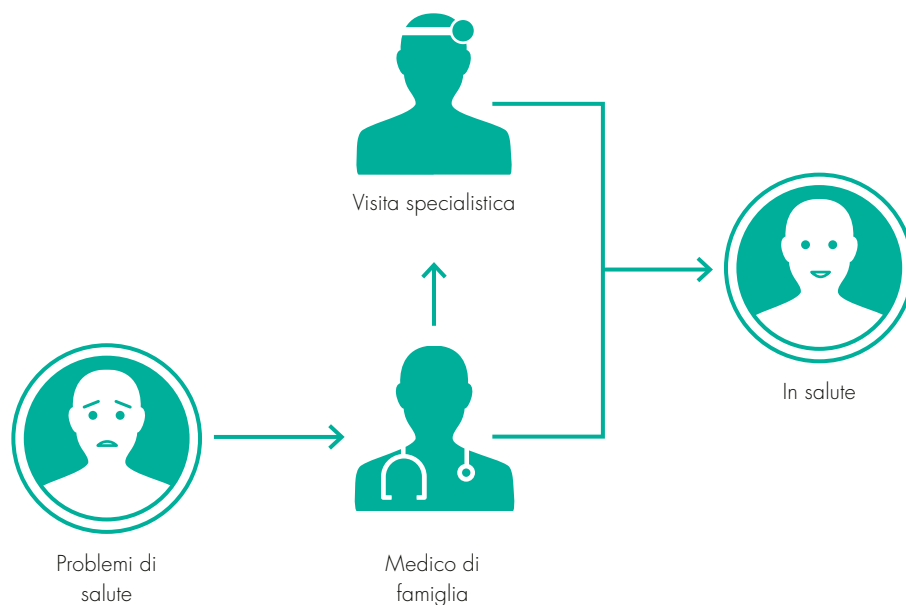 Visita specialistica
In salute
Problemi di
salute
Medico di
famiglia